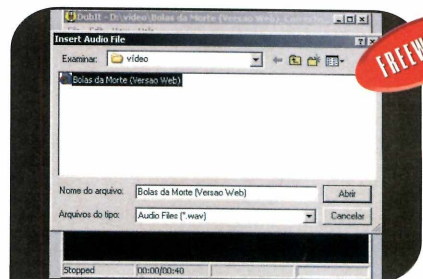 DubIt - D:\video\Bolas da Morte (Versao Web)
Insert Audio File
Examinar: vídeo
Bolas da Morte (Versao Web)
Nome do arquivo: Bolas da Morte (Versao Web) Abrir
Arquivos do tipo: Audio Files (*.wav) Cancelar
Stopped 00:00/00:40